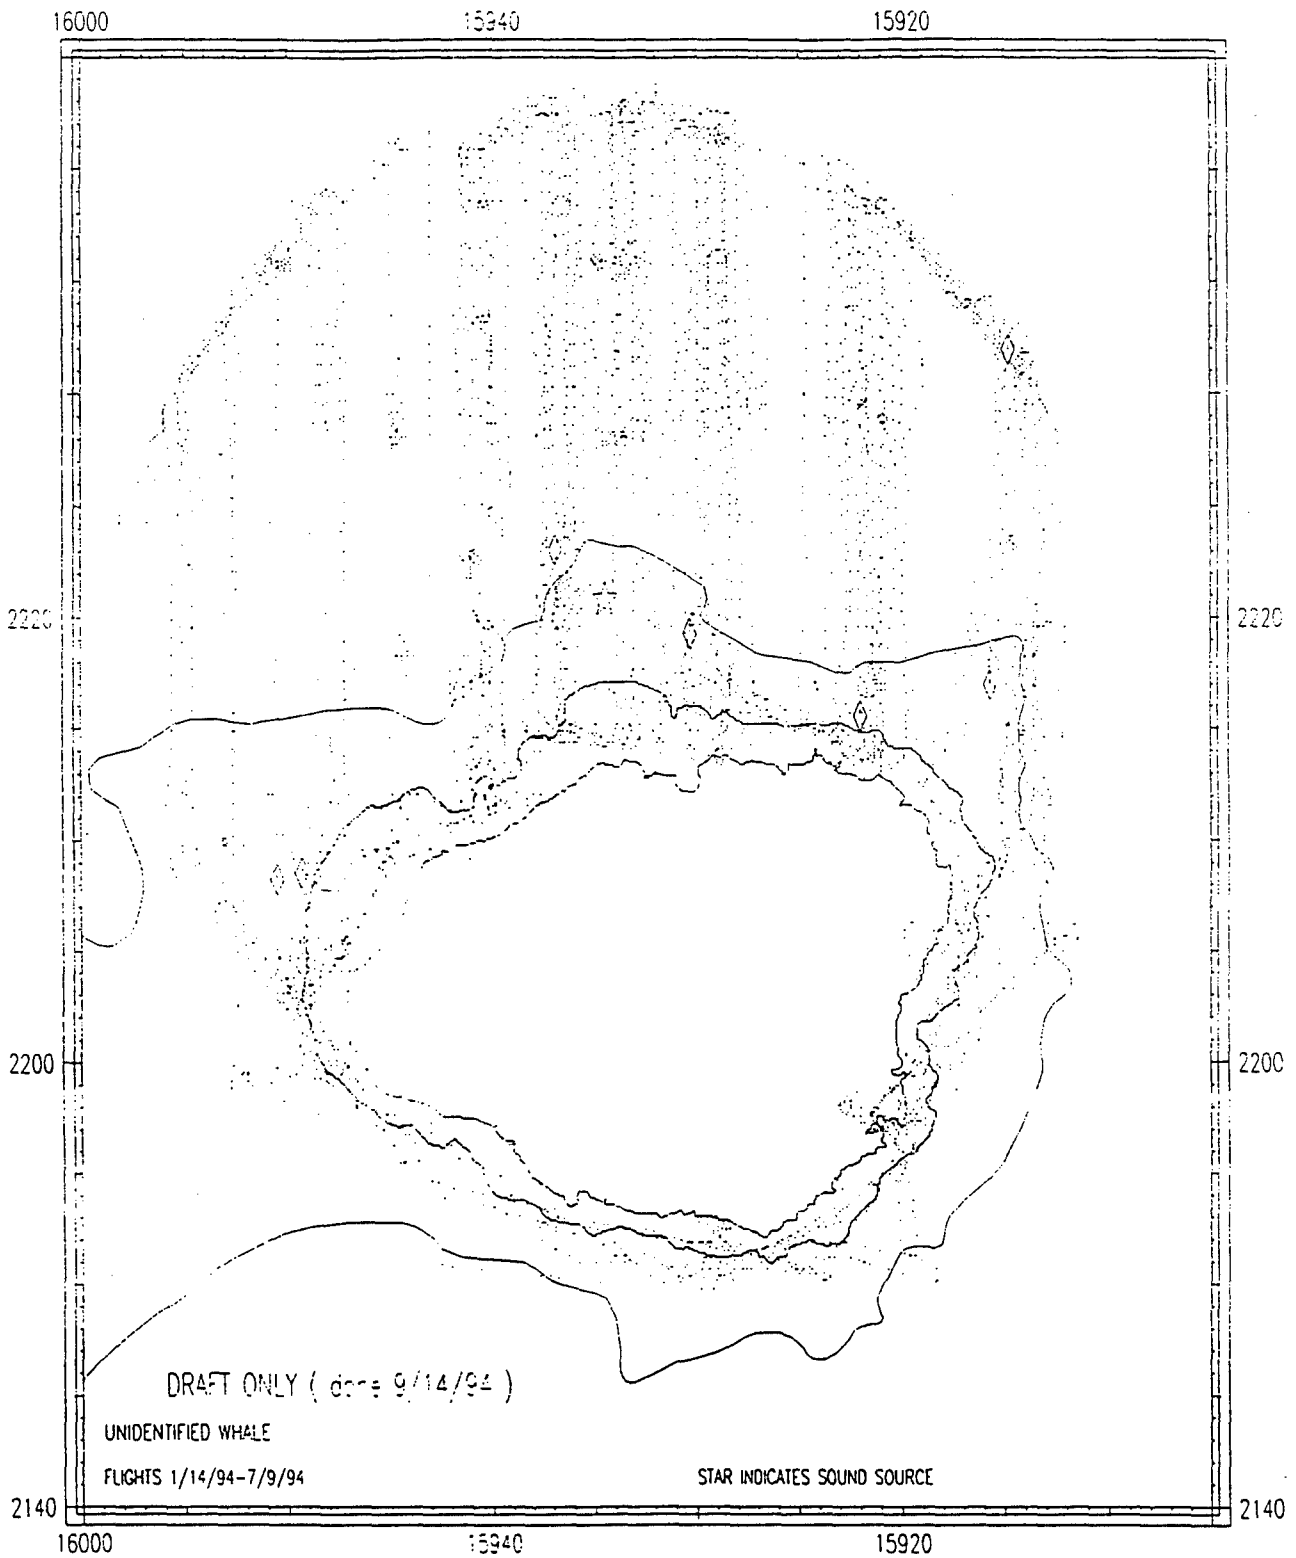 16000 15940 15920
2220 2220
2200 2200
DRAFT ONLY ( done 9/14/94 )
UNIDENTIFIED WHALE
FLIGHTS 1/14/94-7/9/94 STAR INDICATES SOUND SOURCE
2140 2140
16000 15940 15920